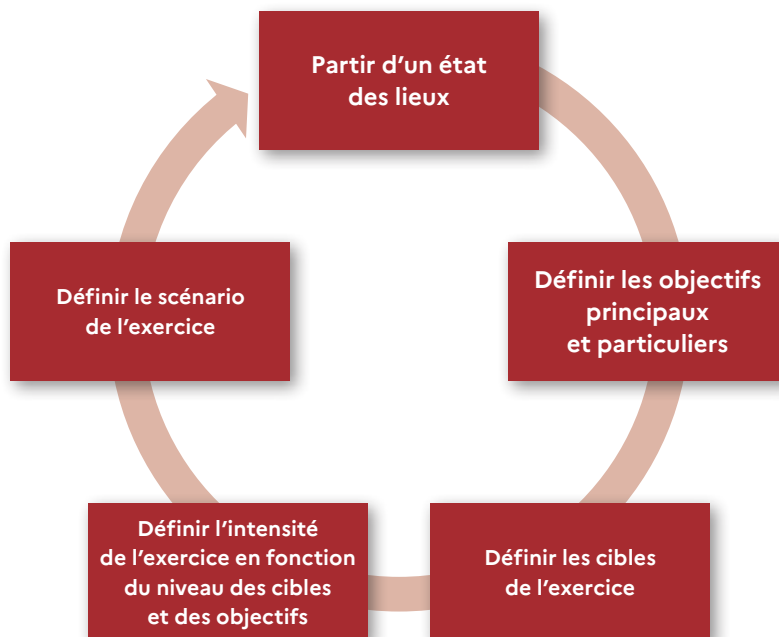 Partir d’un état
des lieux
Définir les objectifs
principaux
et particuliers
Définir les cibles
de l’exercice
Définir l’intensité
de l’exercice en fonction
du niveau des cibles
et des objectifs
Définir le scénario
de l’exercice